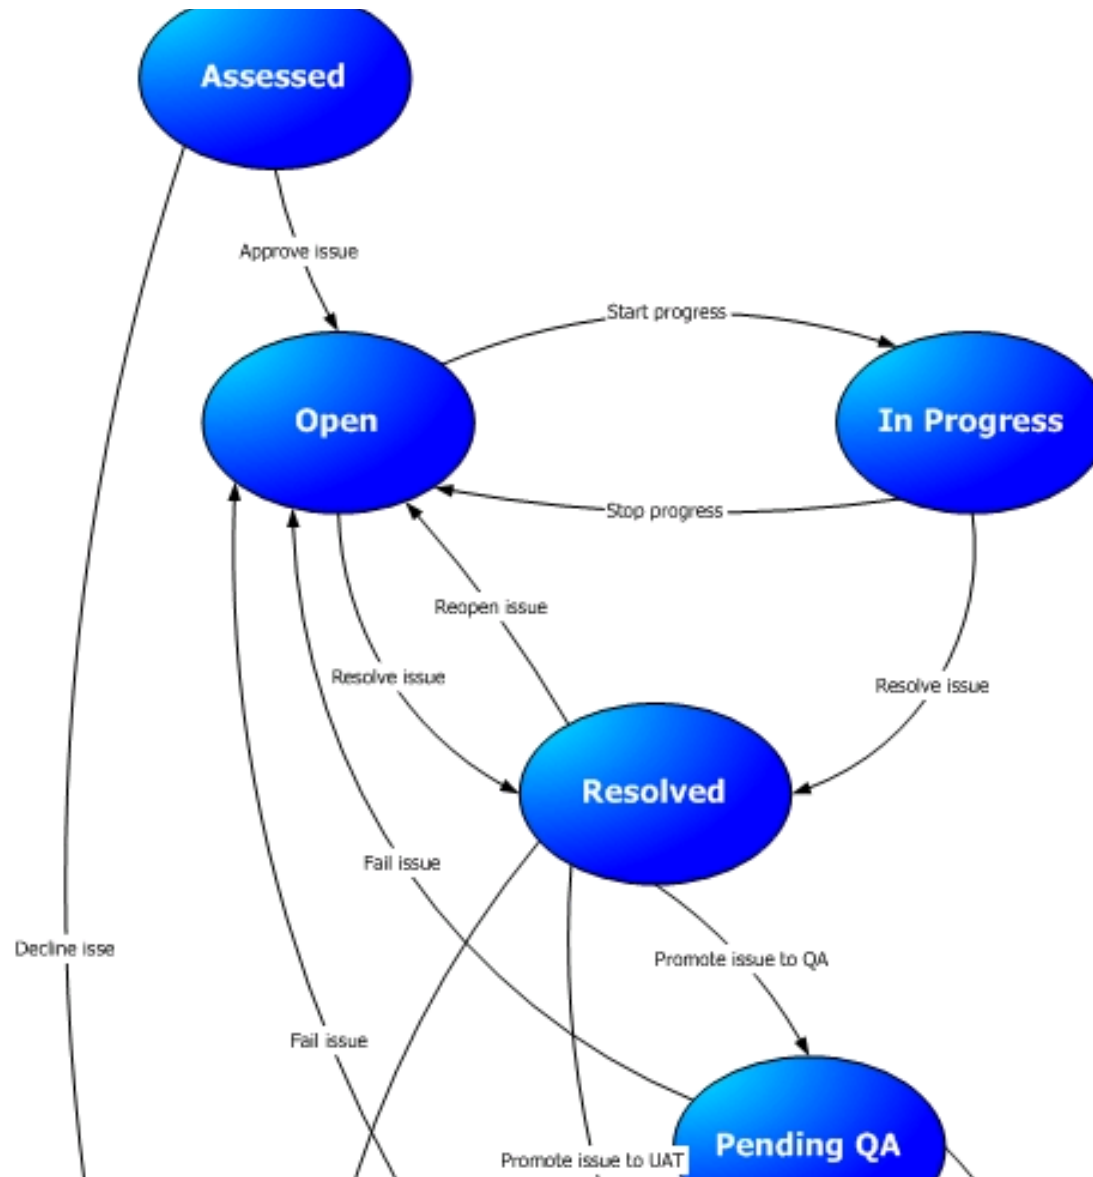 Assessed
Approve issue
Start progress
Open
In Progress
Stop progress
Reopen issue
Resolve issue
Resolve issue
Resolved
Fail issue
Decline isse
Promote issue to QA
Fail issue
Pending QA
Promote issue to UAT